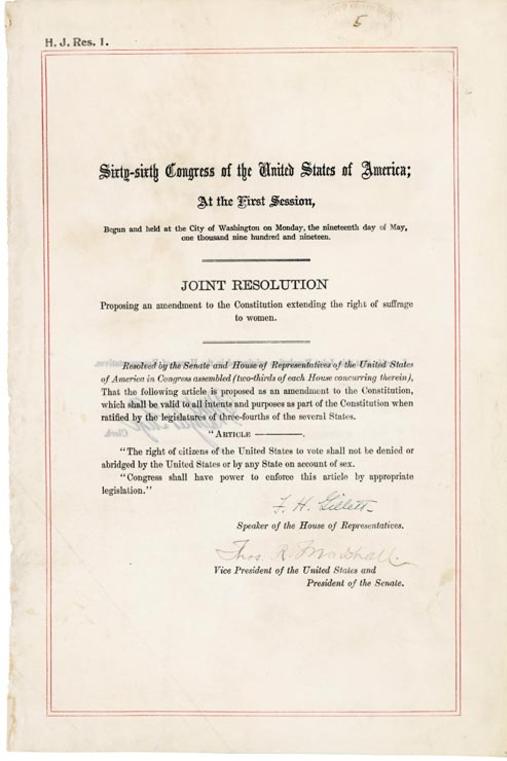 5
H. J. Res. 1.
Sixty-sixth Congress of the United States of America;
At the First Session,
Begun and held at the City of Washington on Monday, the nineteenth day of May,
one thousand nine hundred and nineteen.
JOINT RESOLUTION
Proposing an amendment to the Constitution extending the right of suffrage
to women.
Resolved by the Senate and House of Representatives of the United States
of America in Congress assembled (two-thirds of each House concurring therein),
That the following article is proposed as an amendment to the Constitution,
which shall be valid to all intents and purposes as part of the Constitution when
ratified by the legislatures of three-fourths of the several States.
"ARTICLE ————.
"The right of citizens of the United States to vote shall not be denied or
abridged by the United States or by any State on account of sex.
"Congress shall have power to enforce this article by appropriate
legislation."
F. H. Gillett
Speaker of the House of Representatives.
Thos. R. Marshall
Vice President of the United States and
President of the Senate.